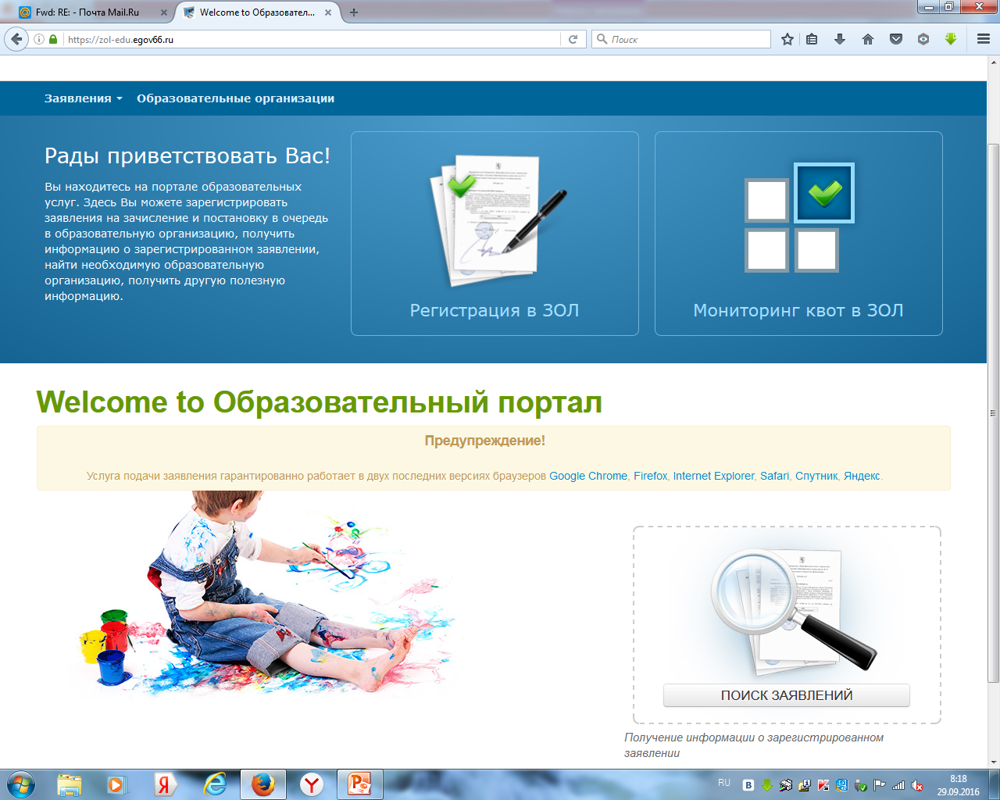 Fwd: RE: - Почта Mail.Ru
Welcome to Образовател...
https://zol-edu.egov66.ru
Поиск
Заявления
Образовательные организации
Рады приветствовать Вас!
Вы находитесь на портале образовательных
услуг. Здесь Вы можете зарегистрировать
заявления на зачисление и постановку в очередь
в образовательную организацию, получить
информацию о зарегистрированном заявлении,
найти необходимую образовательную
организацию, получить другую полезную
информацию.
Регистрация в ЗОЛ
Мониторинг квот в ЗОЛ
Welcome to Образовательный портал
Предупреждение!
Услуга подачи заявления гарантированно работает в двух последних версиях браузеров Google Chrome, Firefox, Internet Explorer, Safari, Спутник, Яндекс.
ПОИСК ЗАЯВЛЕНИЙ
Получение информации о зарегистрированном
заявлении
RU
8:18
29.09.2016